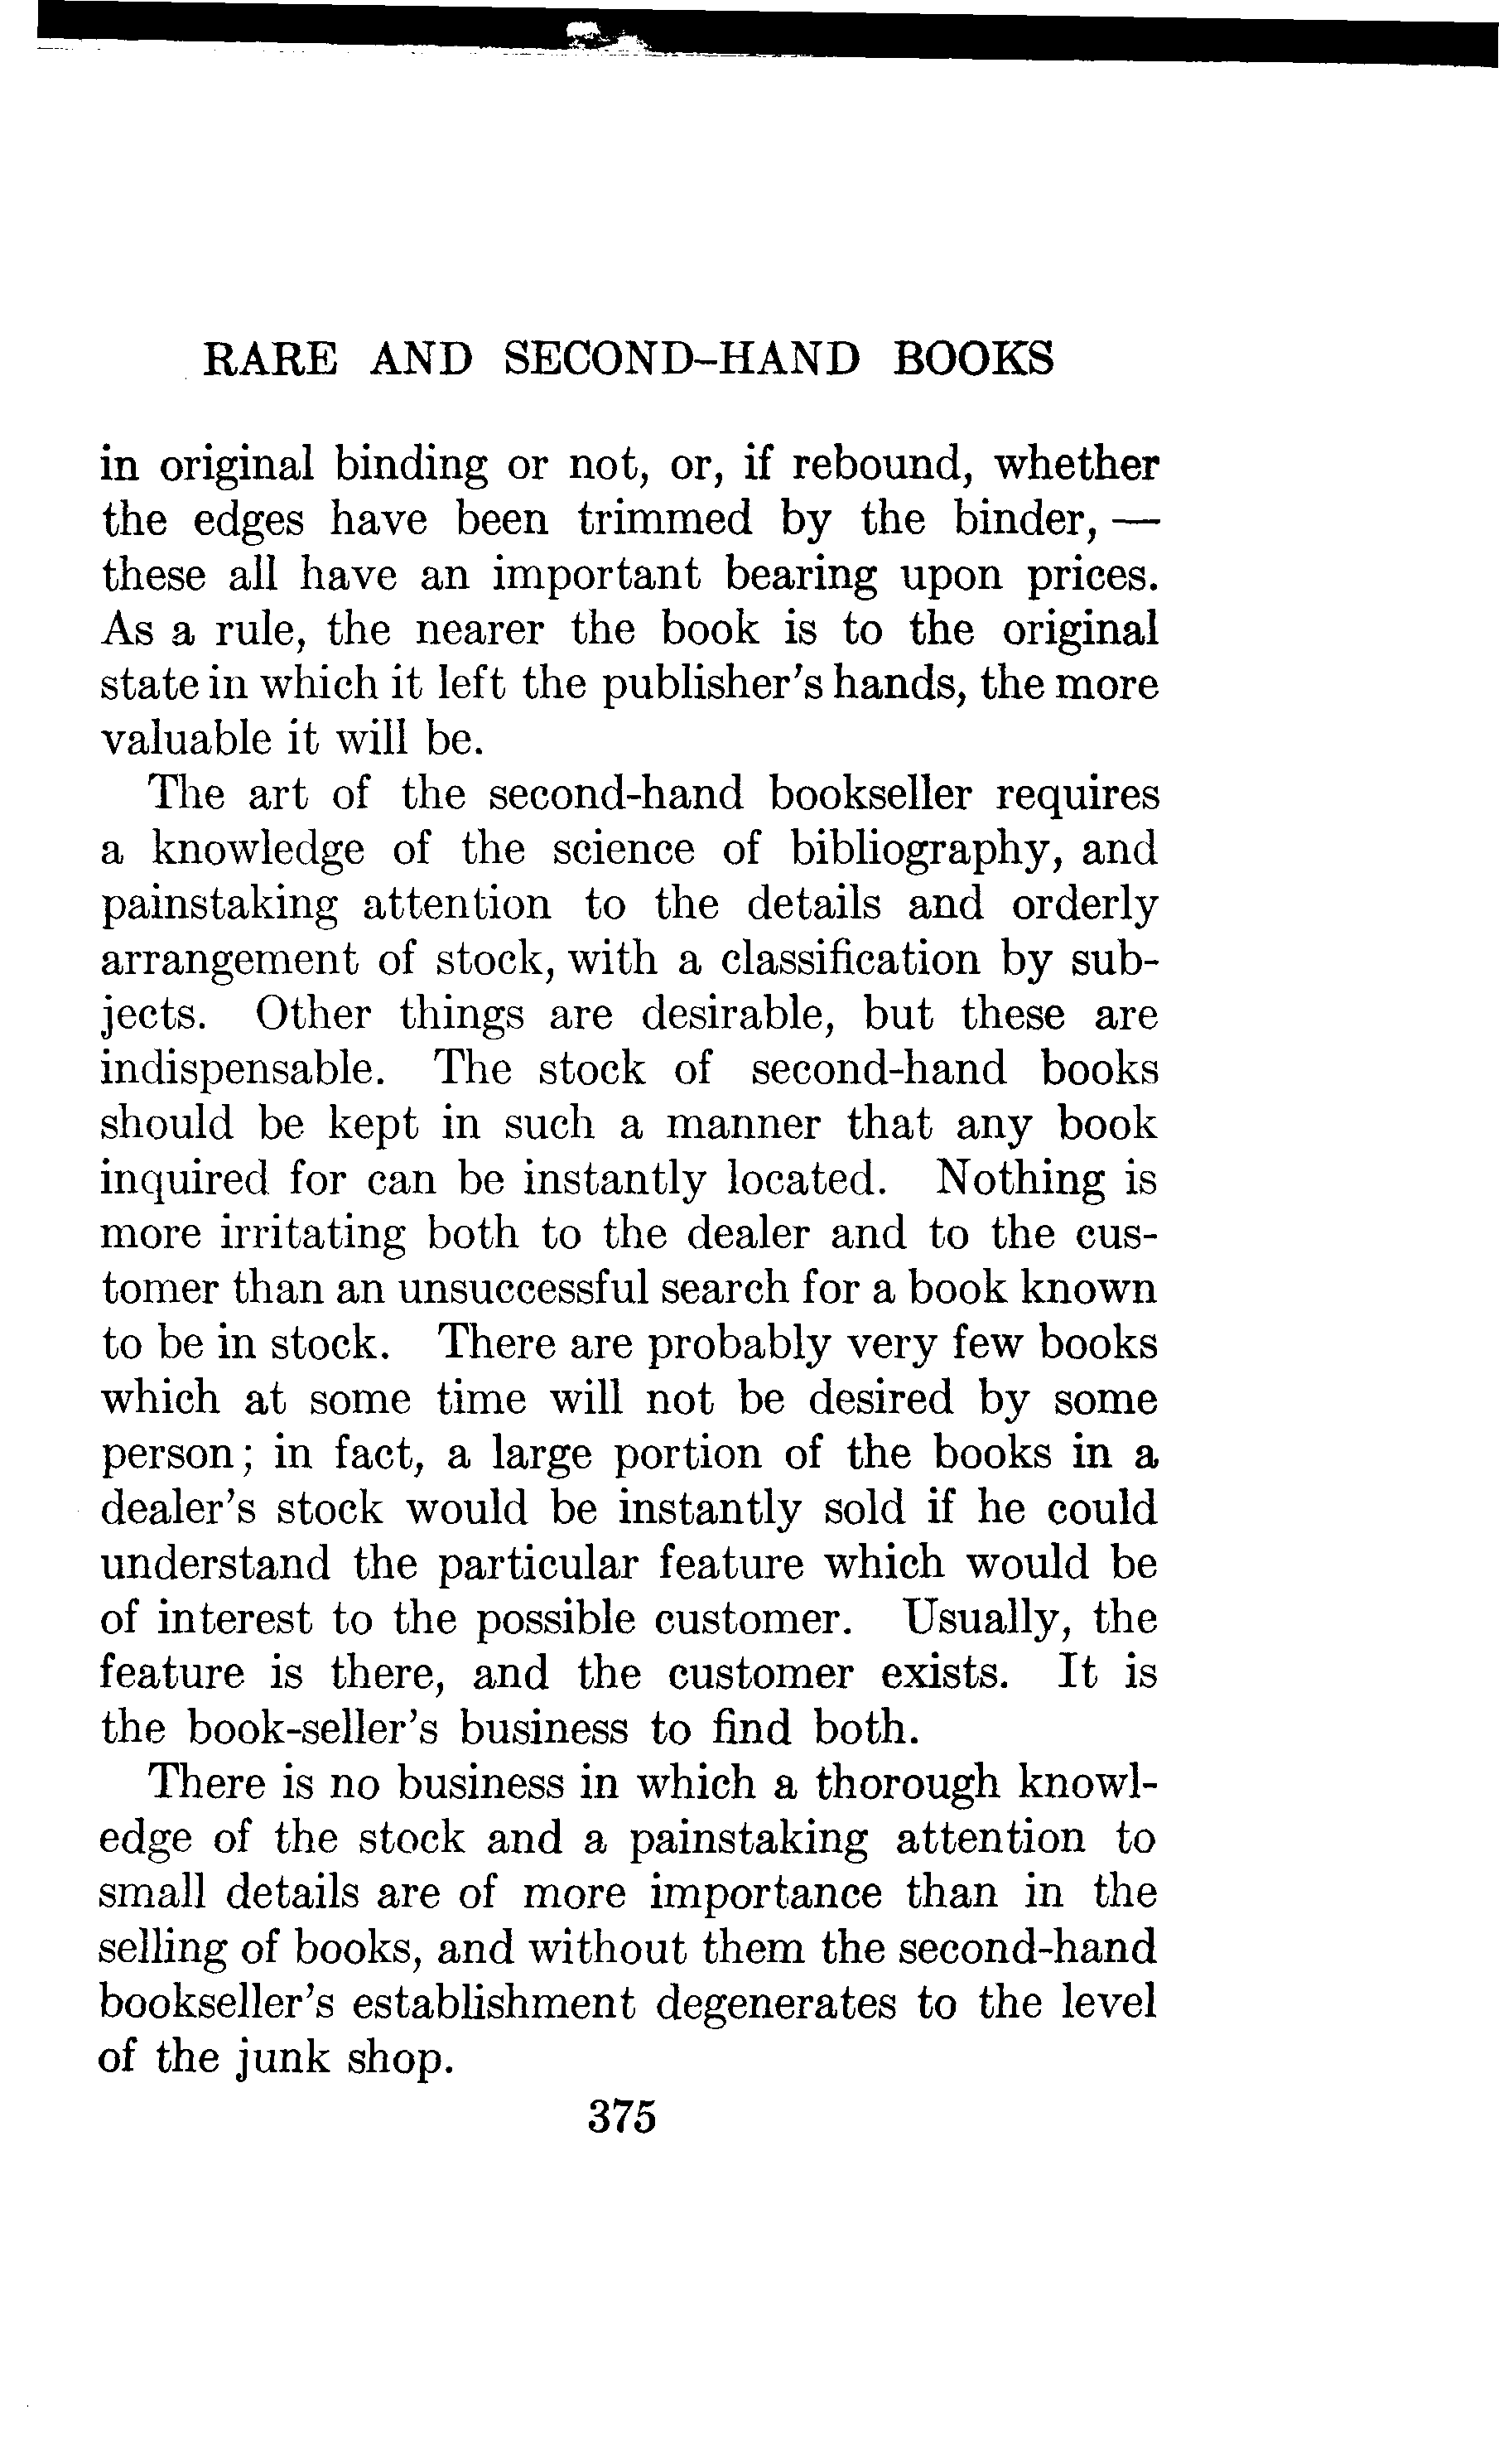 RARE AND SECOND-HAND BOOKS
in original binding or not, or, if rebound, whether
the edges have been trimmed by the binder, —
these all have an important bearing upon prices.
As a rule, the nearer the book is to the original
state in which it left the publisher's hands, the more
valuable it will be.
The art of the second-hand bookseller requires
a knowledge of the science of bibliography, and
painstaking attention to the details and orderly
arrangement of stock, with a classification by sub-
jects. Other things are desirable, but these are
indispensable. The stock of second-hand books
should be kept in such a manner that any book
inquired for can be instantly located. Nothing is
more irritating both to the dealer and to the cus-
tomer than an unsuccessful search for a book known
to be in stock. There are probably very few books
which at some time will not be desired by some
person; in fact, a large portion of the books in a
dealer's stock would be instantly sold if he could
understand the particular feature which would be
of interest to the possible customer. Usually, the
feature is there, and the customer exists. It is
the book-seller's business to find both.
There is no business in which a thorough knowl-
edge of the stock and a painstaking attention to
small details are of more importance than in the
selling of books, and without them the second-hand
bookseller's establishment degenerates to the level
of the junk shop.
375